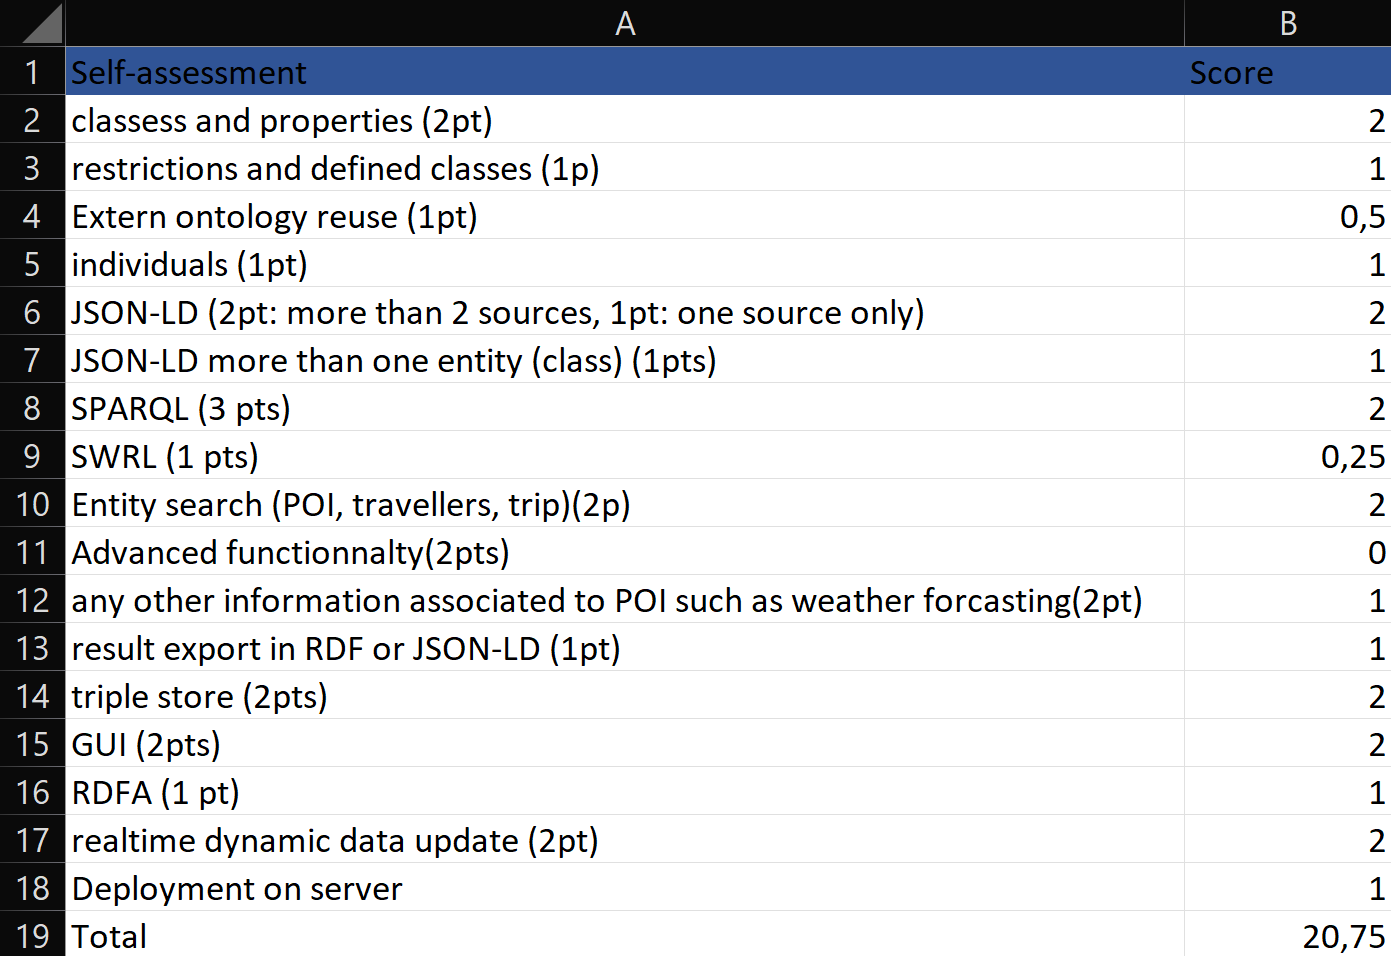 A B
1 Self-assessment Score
2 classess and properties (2pt) 2
3 restrictions and defined classes (1p) 1
4 Extern ontology reuse (1pt) 0,5
5 individuals (1pt) 1
6 JSON-LD (2pt: more than 2 sources, 1pt: one source only) 2
7 JSON-LD more than one entity (class) (1pts) 1
8 SPARQL (3 pts) 2
9 SWRL (1 pts) 0,25
10 Entity search (POI, travellers, trip)(2p) 2
11 Advanced functionnalty(2pts) 0
12 any other information associated to POI such as weather forcasting(2pt) 1
13 result export in RDF or JSON-LD (1pt) 1
14 triple store (2pts) 2
15 GUI (2pts) 2
16 RDFA (1 pt) 1
17 realtime dynamic data update (2pt) 2
18 Deployment on server 1
19 Total 20,75